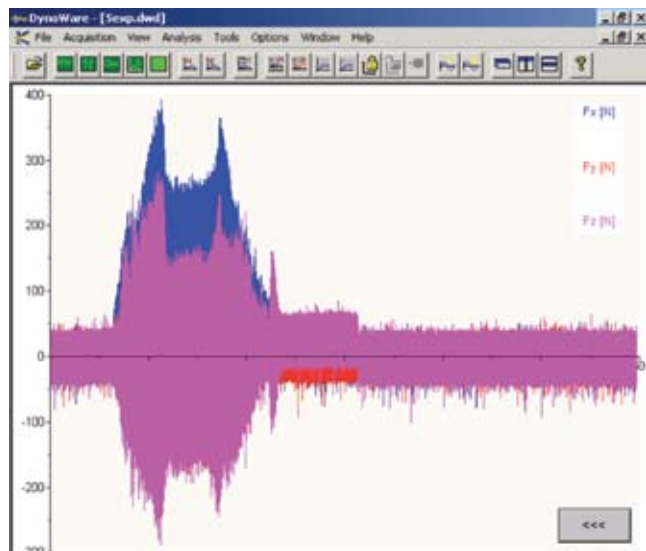 DynoWare - [Sexp.dwd]
File Acquisition View Analysis Tools Options Window Help
400
Fx [N]
300
Fy [N]
200
Fz [N]
100
0
-100
-200
<<<